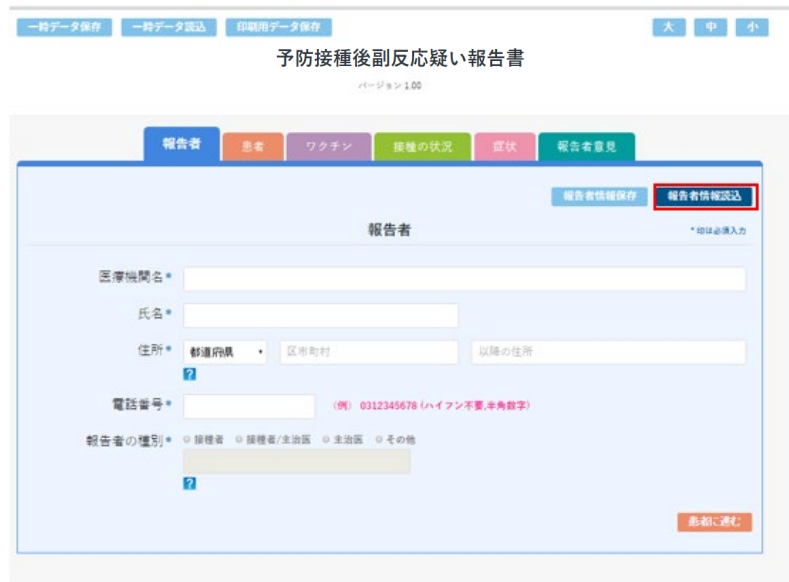 一時データ保存 一時データ読込 印刷用データ保存 大 中 小
予防接種後副反応疑い報告書
バージョン 1.00
報告者 患者 ワクチン 接種の状況 症状 報告者意見
報告者情報保存 報告者情報読込
報告者 *印は必須入力
医療機関名*
氏名*
住所* 都道府県 区市町村 以降の住所
?
電話番号* (例) 0312345678 (ハイフン不要,半角数字)
報告者の種別* 接種者 接種者/主治医 主治医 その他
?
患者に進む